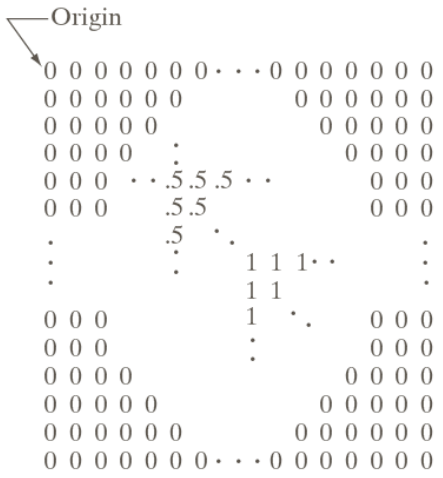 Origin
0 0 0 0 0 0 0 · · · 0 0 0 0 0 0 0
0 0 0 0 0 0 0 0 0 0 0 0
0 0 0 0 0 0 0 0 0 0
0 0 0 0 · 0 0 0 0
0 0 0 · · .5 .5 .5 · · 0 0 0
0 0 0 .5 .5 0 0 0
· .5 · . ·
· · 1 1 1 · · ·
· 1 1 ·
0 0 0 1 · . 0 0 0
0 0 0 · 0 0 0
0 0 0 0 · 0 0 0 0
0 0 0 0 0 0 0 0 0 0
0 0 0 0 0 0 0 0 0 0 0 0
0 0 0 0 0 0 0 · · · 0 0 0 0 0 0 0